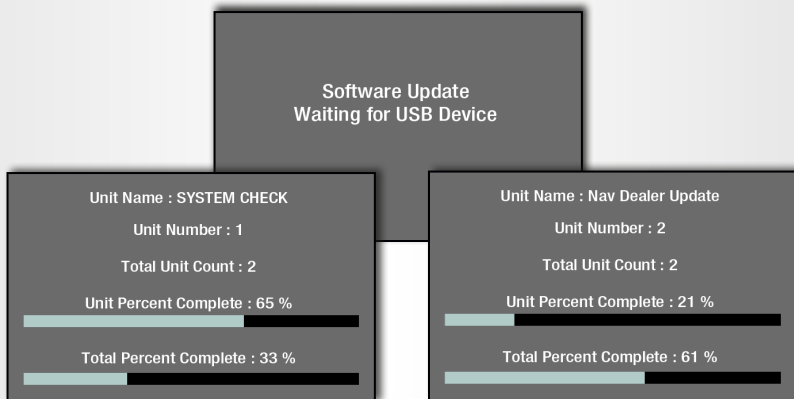 Software Update
Waiting for USB Device
Unit Name : SYSTEM CHECK
Unit Number : 1
Total Unit Count : 2
Unit Percent Complete : 65 %
Total Percent Complete : 33 %
Unit Name : Nav Dealer Update
Unit Number : 2
Total Unit Count : 2
Unit Percent Complete : 21 %
Total Percent Complete : 61 %